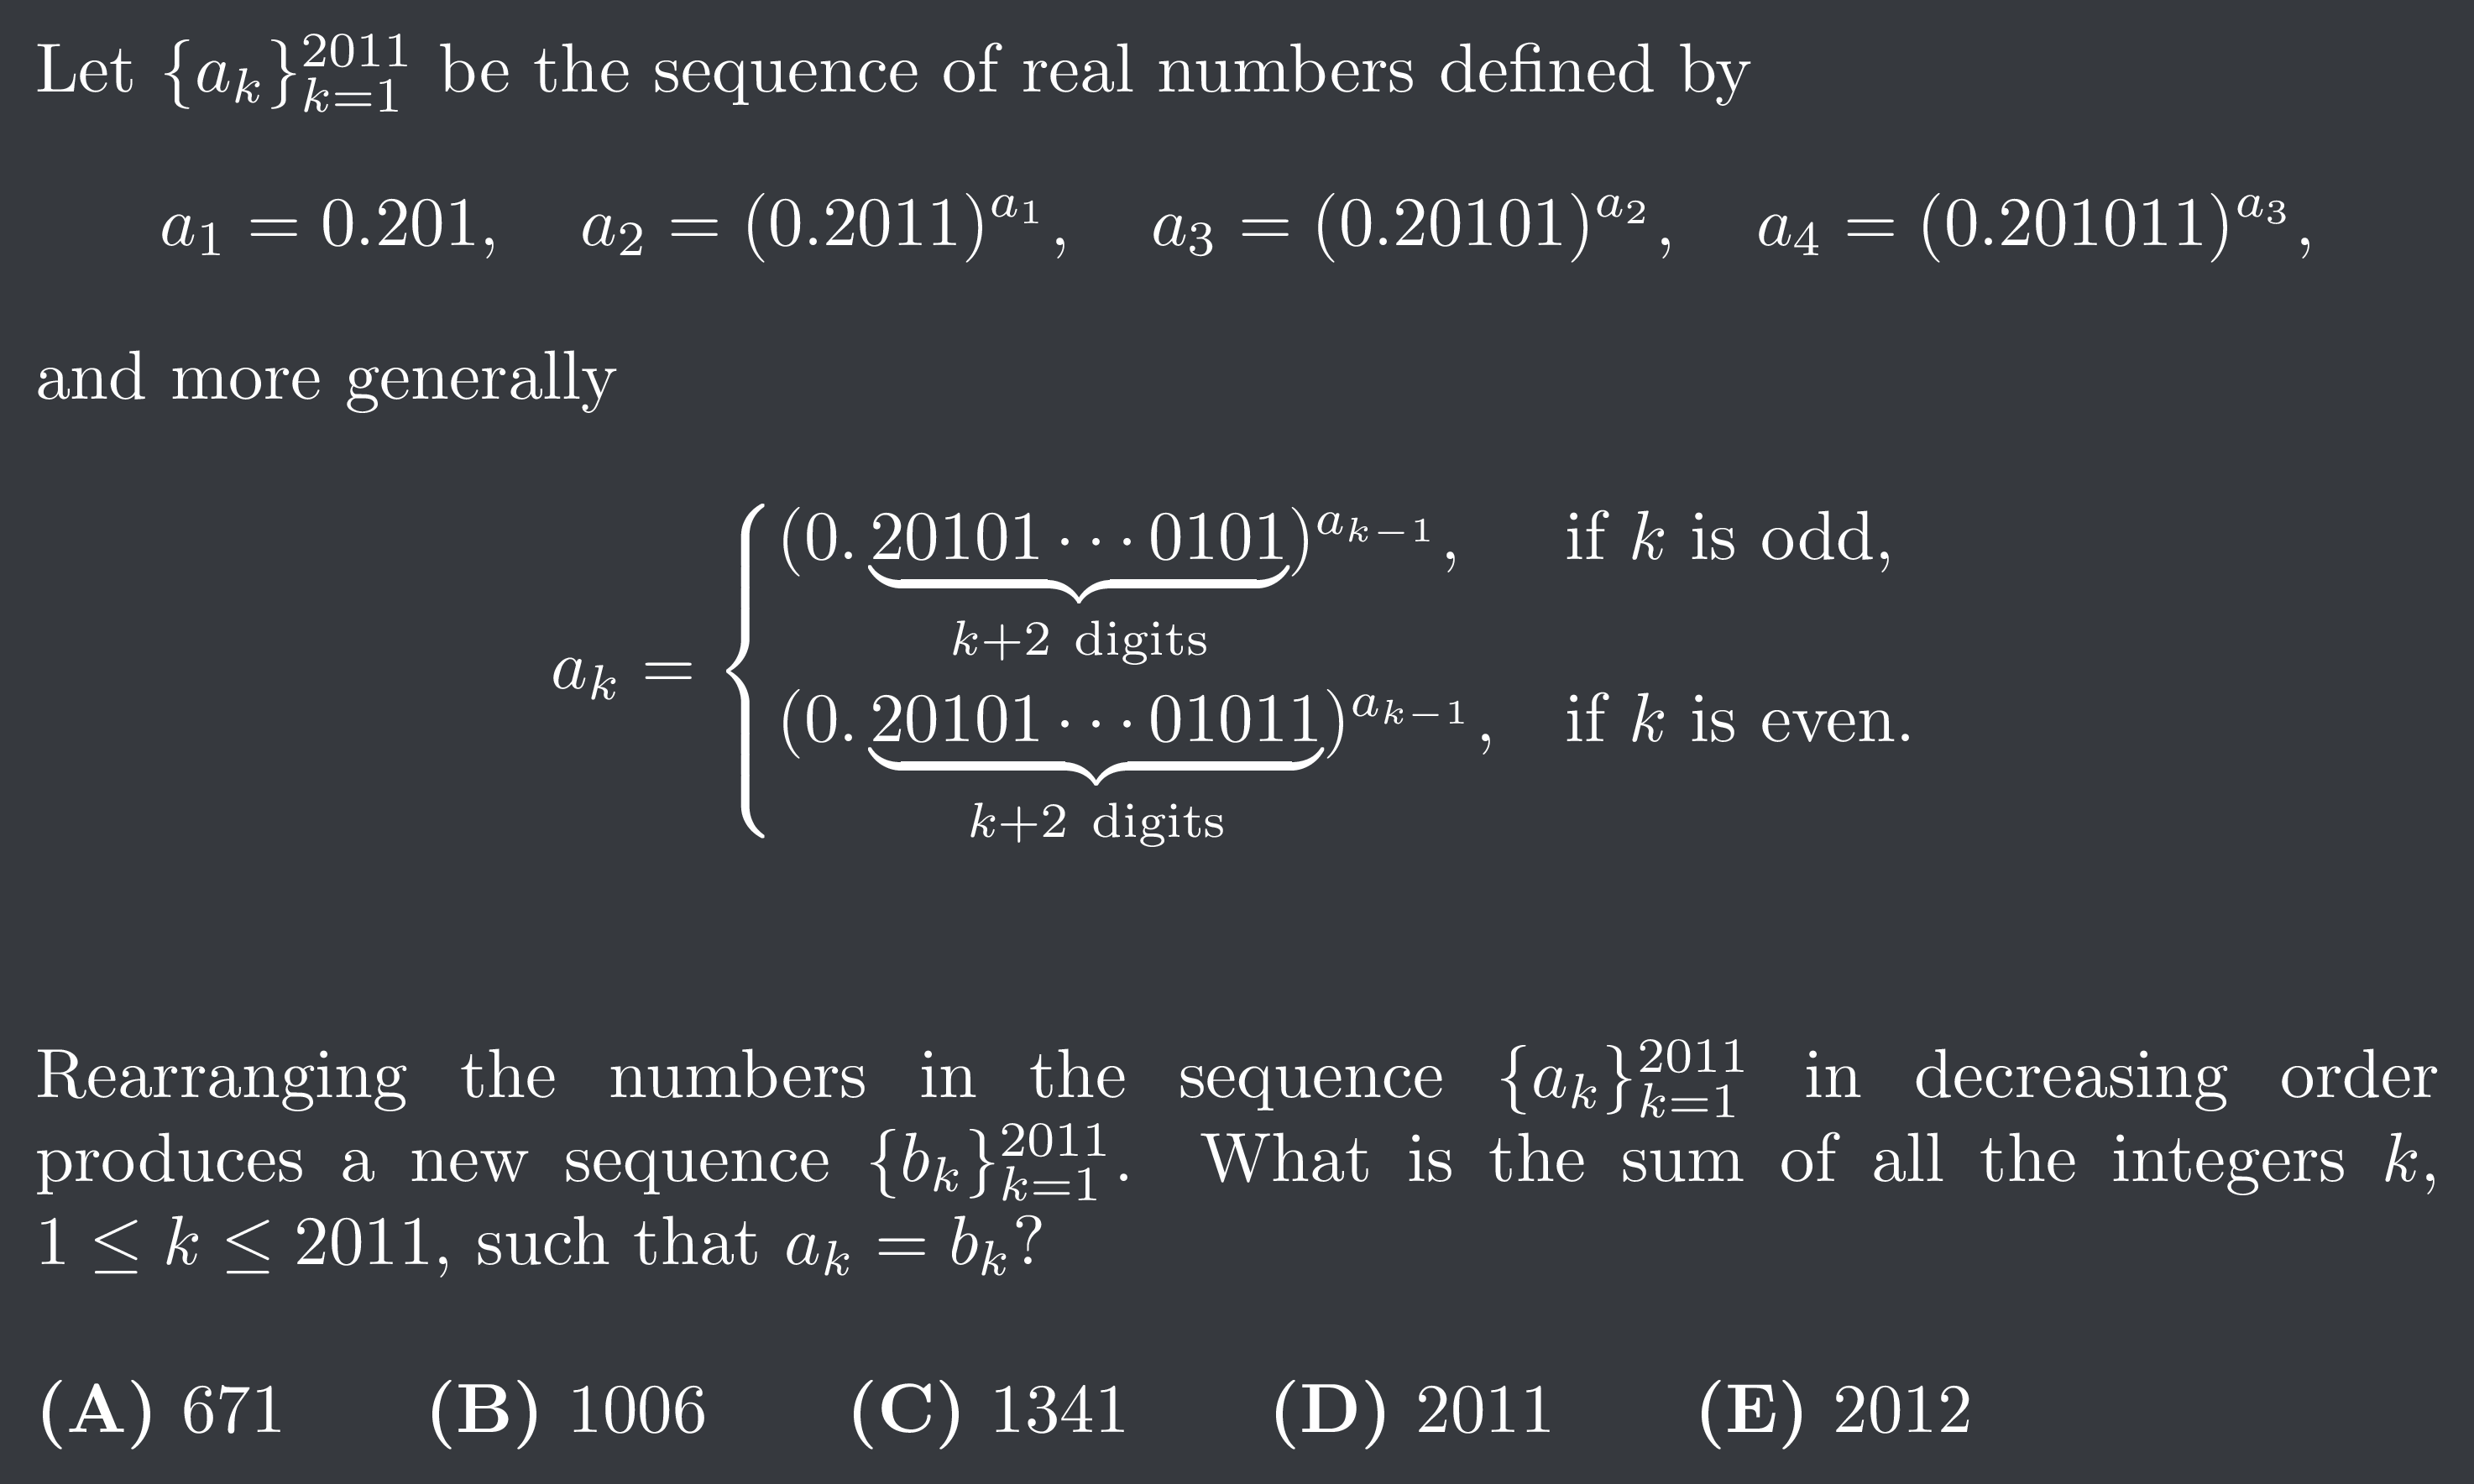 Let $\{a_k\}_{k=1}^{2011}$ be the sequence of real numbers defined by
$a_1 = 0.201, \quad a_2 = (0.2011)^{a_1}, \quad a_3 = (0.20101)^{a_2}, \quad a_4 = (0.201011)^{a_3},$
and more generally
$a_k = \begin{cases} (0.\underbrace{20101\cdots0101}_{k+2 \text{ digits}})^{a_{k-1}}, & \text{if } k \text{ is odd,} \\ (0.\underbrace{20101\cdots01011}_{k+2 \text{ digits}})^{a_{k-1}}, & \text{if } k \text{ is even.} \end{cases}$
Rearranging the numbers in the sequence $\{a_k\}_{k=1}^{2011}$ in decreasing order
produces a new sequence $\{b_k\}_{k=1}^{2011}$. What is the sum of all the integers $k$,
$1 \leq k \leq 2011$, such that $a_k = b_k$?
(A) 671 (B) 1006 (C) 1341 (D) 2011 (E) 2012